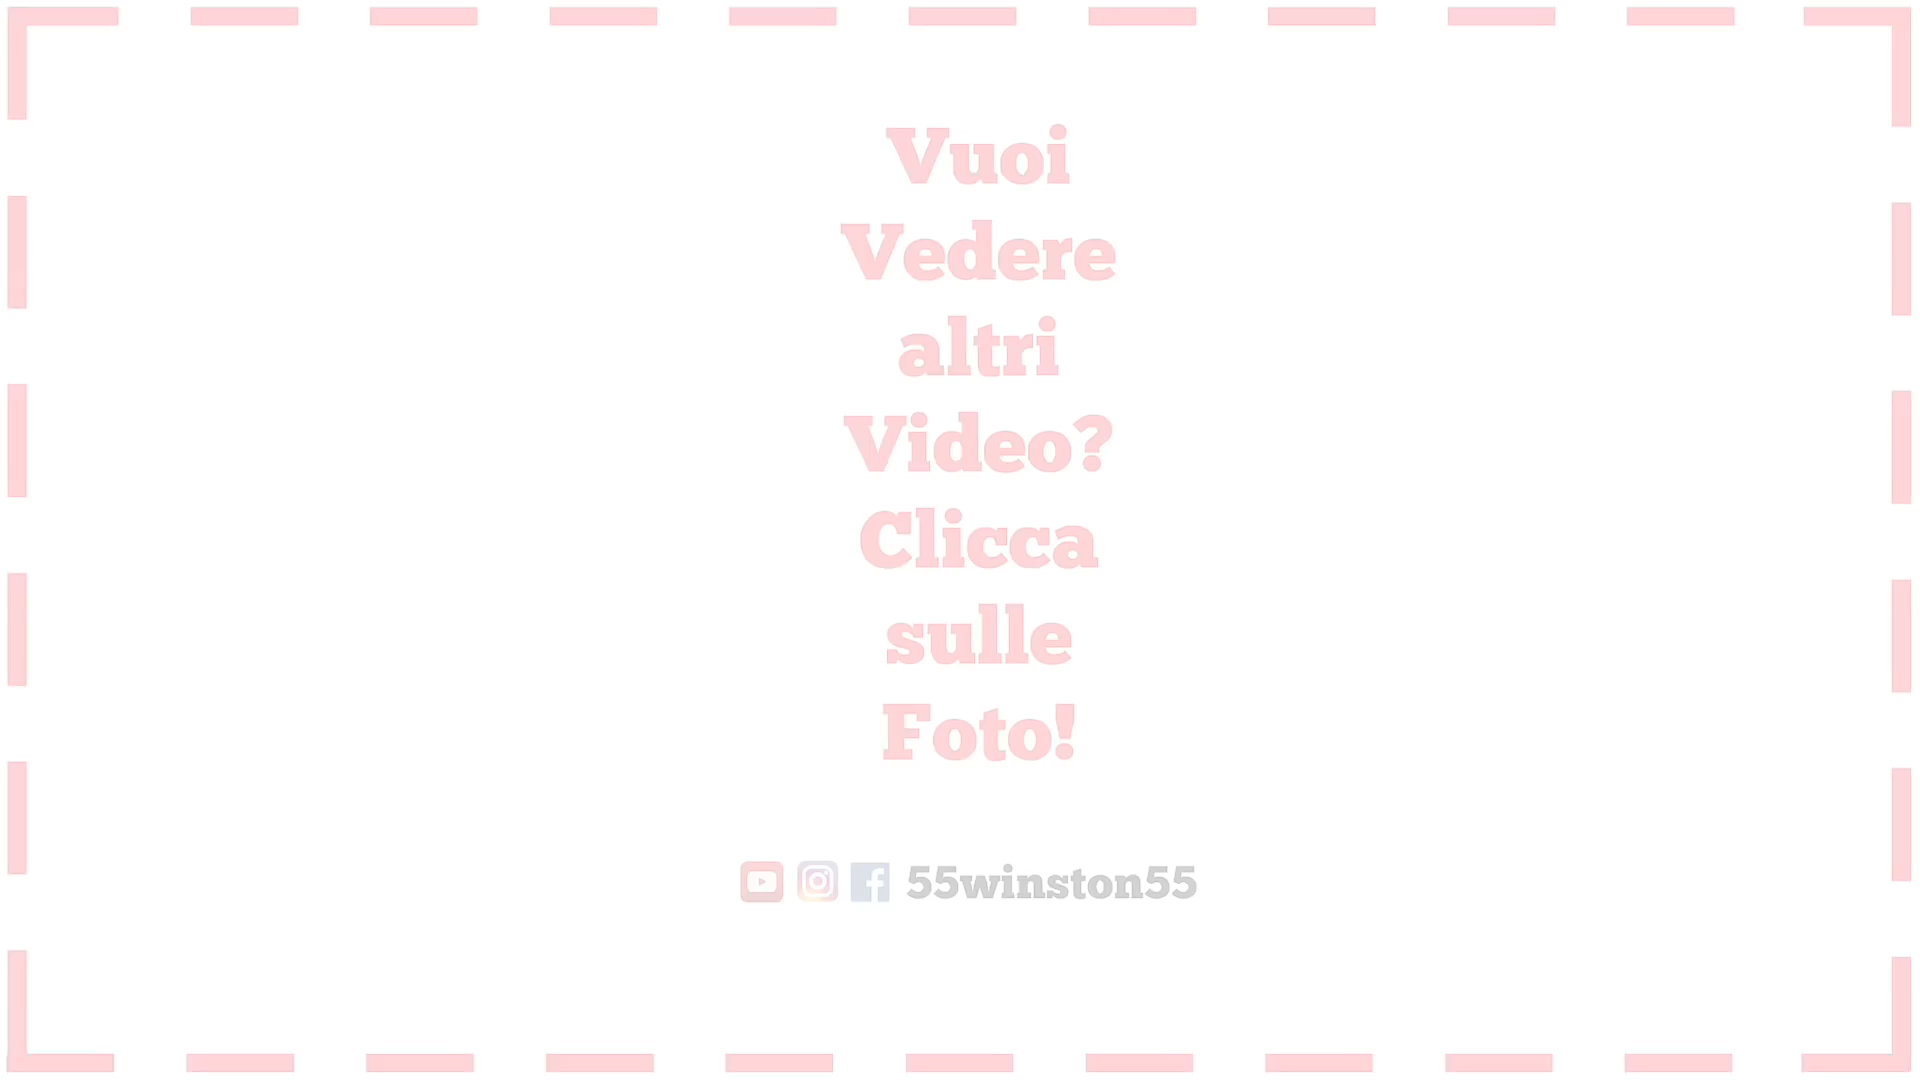 Vuoi
Vedere
altri
Video?
Clicca
sulle
Foto!
55winston55